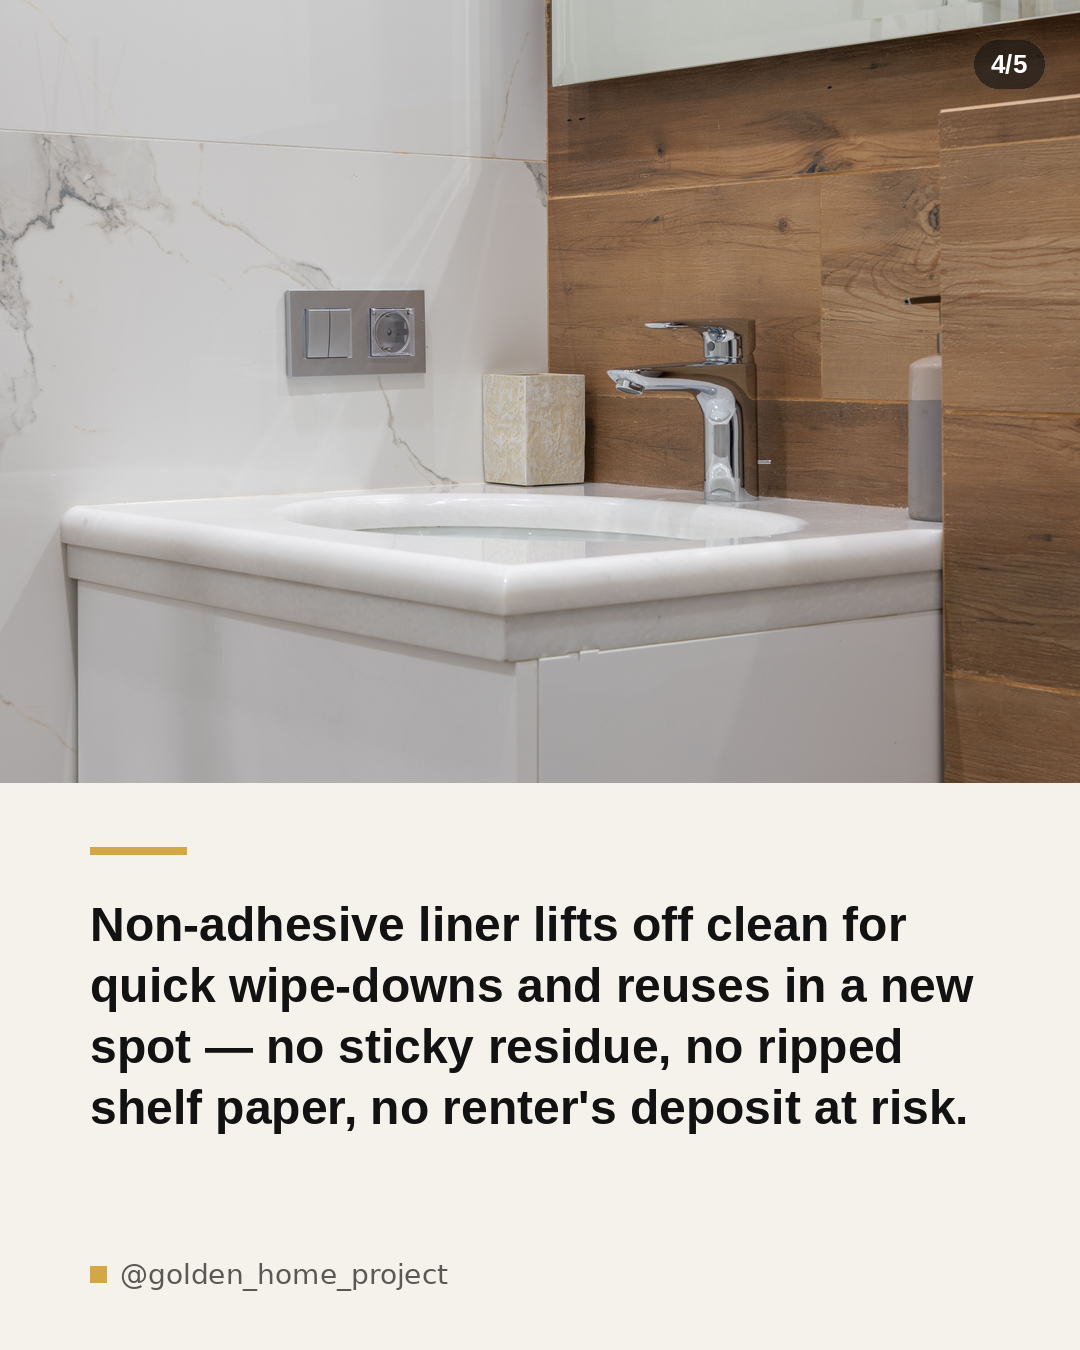 4/5
Non-adhesive liner lifts off clean for
quick wipe-downs and reuses in a new
spot — no sticky residue, no ripped
shelf paper, no renter's deposit at risk.
@golden_home_project